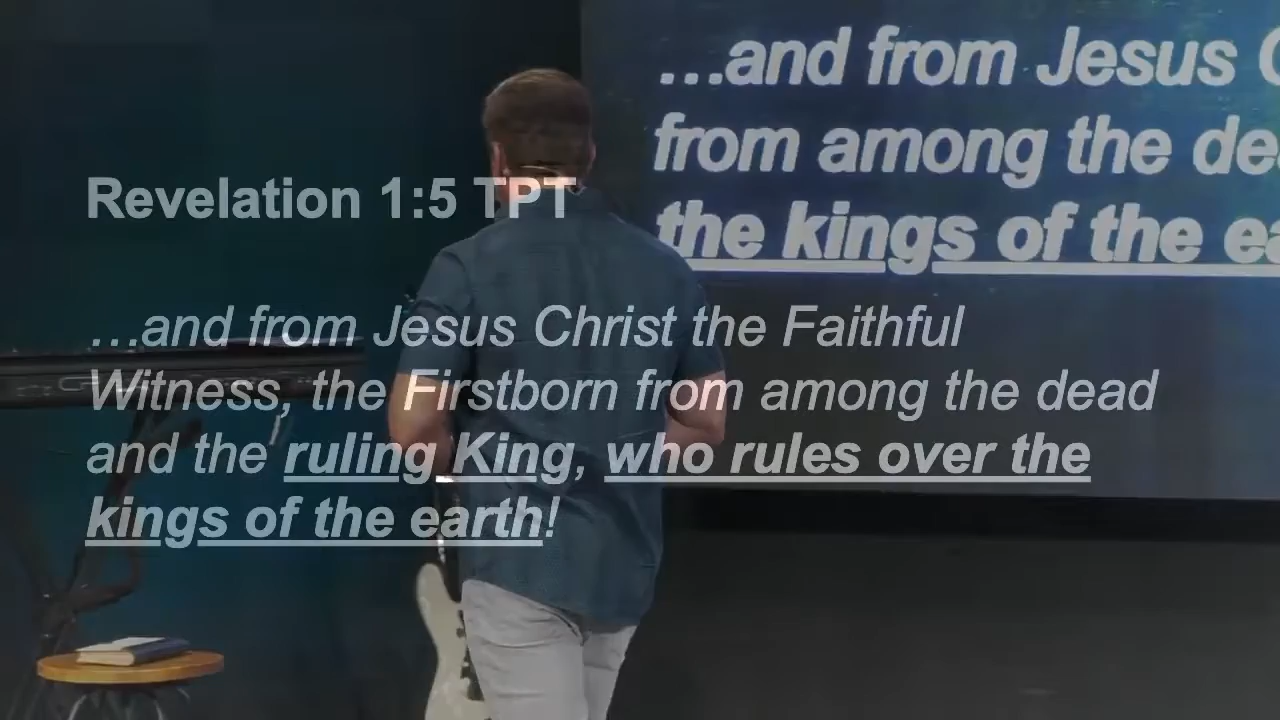 Revelation 1:5 TPT
…and from Jesus Christ the Faithful
Witness, the Firstborn from among the dead
and the ruling King, who rules over the
kings of the earth!
…and from Jesus
from among the
the kings of the